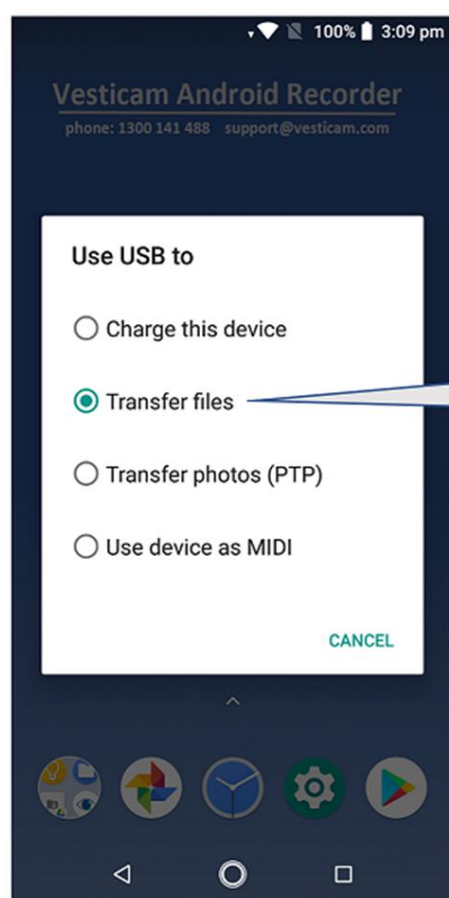 100% 3:09 pm
Vesticam Android Recorder
phone: 1300 141 488 support@vesticam.com
Use USB to
Charge this device
Transfer files
Transfer photos (PTP)
Use device as MIDI
CANCEL